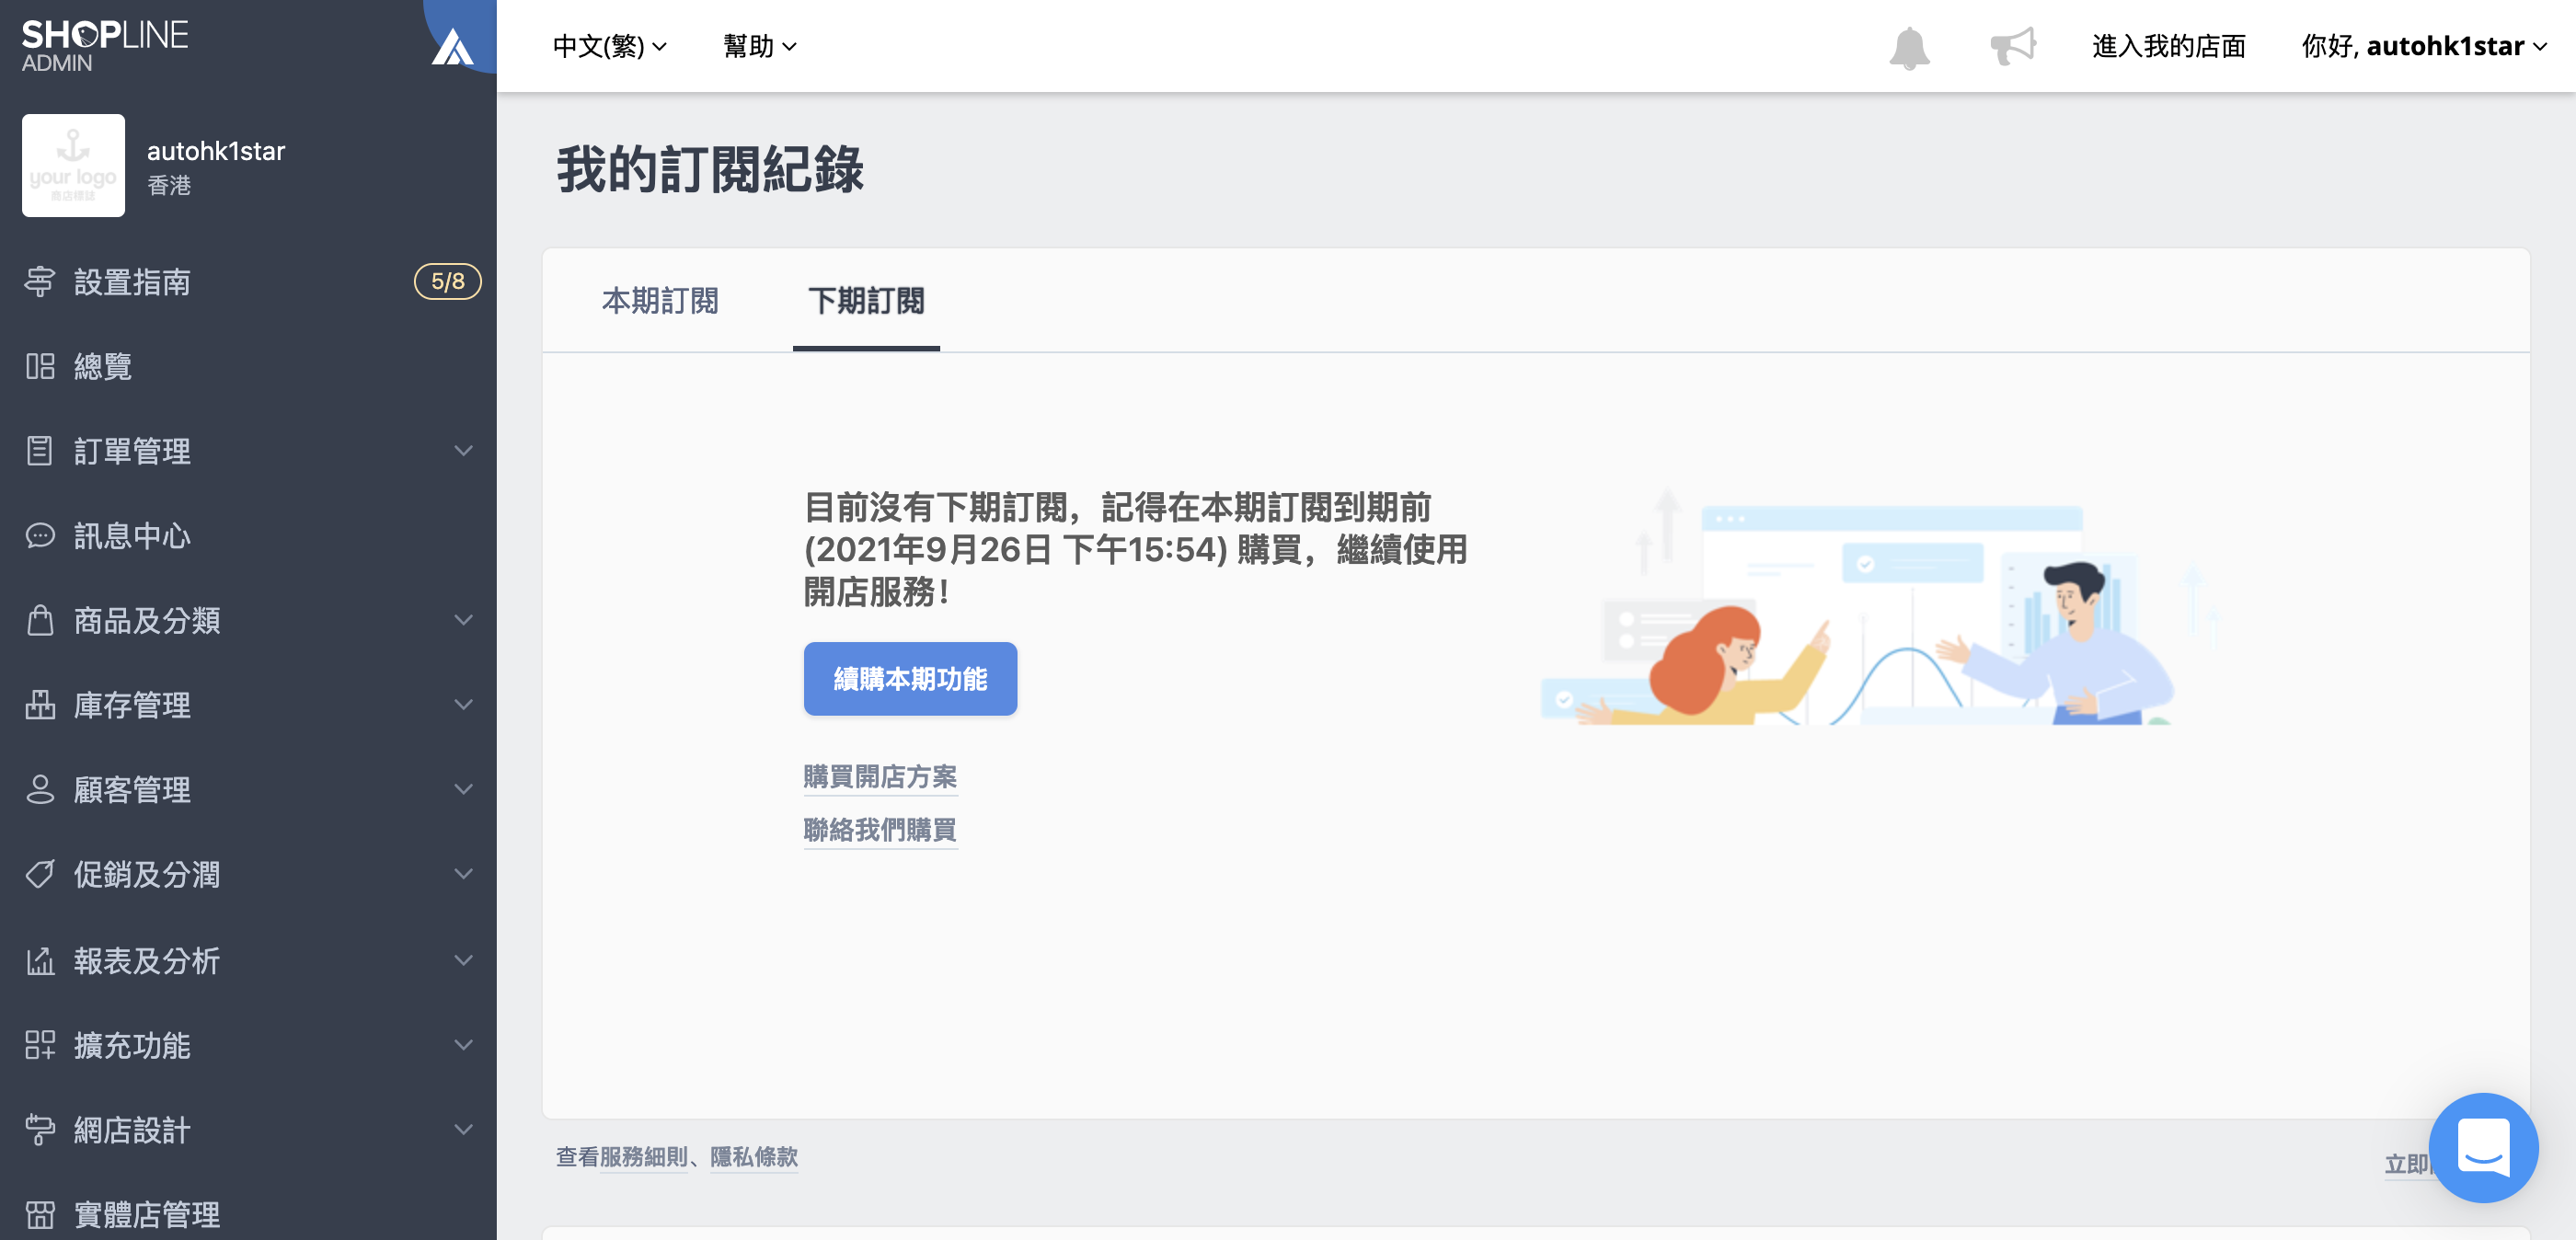 SHOPLINE
ADMIN
中文(繁)
幫助
進入我的店面
你好, autohk1star
your logo
商店標誌
autohk1star
香港
設置指南
5/8
總覽
訂單管理
訊息中心
商品及分類
庫存管理
顧客管理
促銷及分潤
報表及分析
擴充功能
網店設計
實體店管理
我的訂閱紀錄
本期訂閱
下期訂閱
目前沒有下期訂閱，記得在本期訂閱到期前
(2021年9月26日 下午15:54) 購買，繼續使用
開店服務！
續購本期功能
購買開店方案
聯絡我們購買
查看服務細則、隱私條款
立即